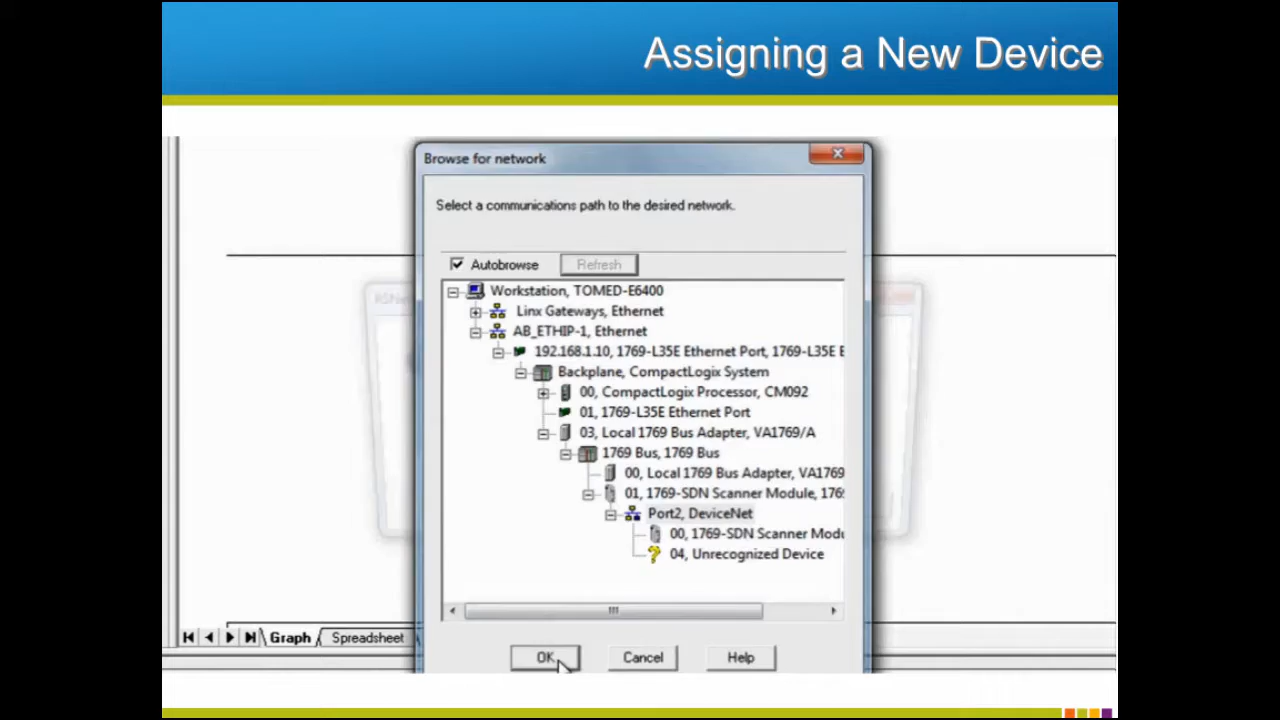 Assigning a New Device
Browse for network
Select a communications path to the desired network.
Autobrowse
Refresh
Workstation, TOMED-E6400
Linx Gateways, Ethernet
AB_ETHIP-1, Ethernet
192.168.1.10, 1769-L35E Ethernet Port, 1769-L35E E
Backplane, CompactLogix System
00, CompactLogix Processor, CM092
01, 1769-L35E Ethernet Port
03, Local 1769 Bus Adapter, VA1769/A
1769 Bus, 1769 Bus
00, Local 1769 Bus Adapter, VA1769
01, 1769-SDN Scanner Module, 176
Port2, DeviceNet
00, 1769-SDN Scanner Modu
04, Unrecognized Device
Graph
Spreadsheet
OK
Cancel
Help